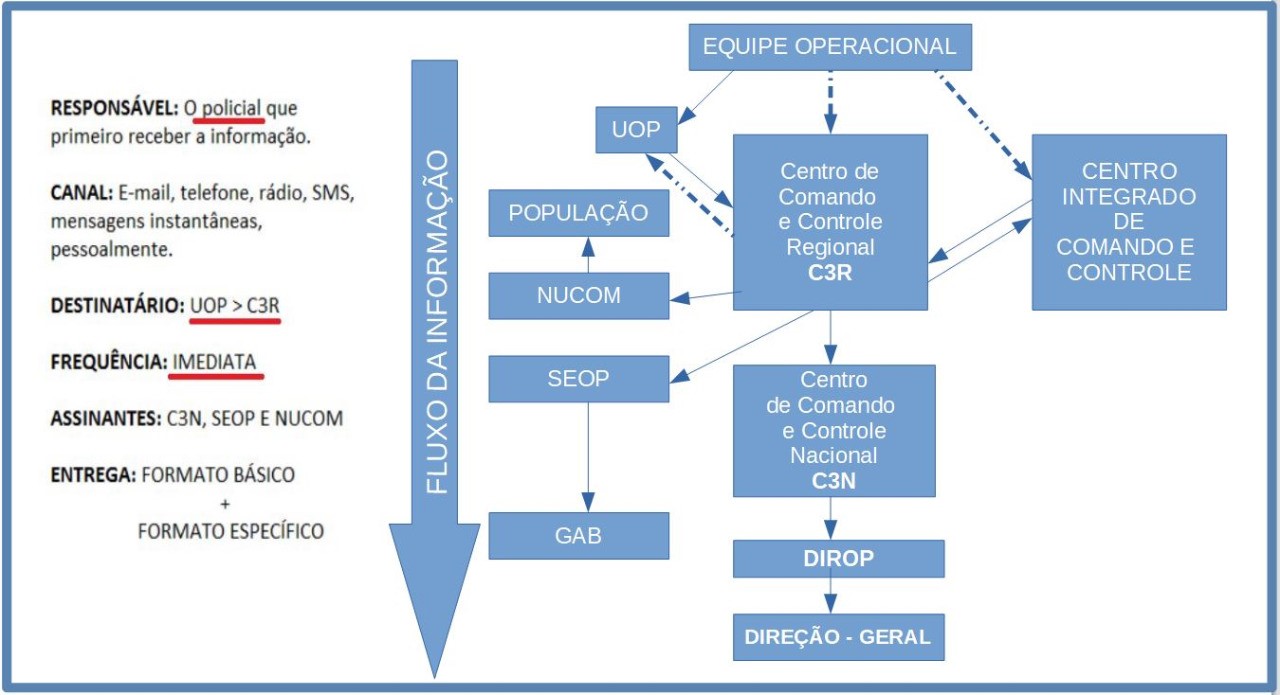 RESPONSÁVEL: O policial que
primeiro receber a informação.
CANAL: E-mail, telefone, rádio, SMS,
mensagens instantâneas,
pessoalmente.
DESTINATÁRIO: UOP > C3R
FREQUÊNCIA: IMEDIATA
ASSINANTES: C3N, SEOP E NUCOM
ENTREGA: FORMATO BÁSICO
+
FORMATO ESPECÍFICO
FLUXO DA INFORMAÇÃO
EQUIPE OPERACIONAL
UOP
Centro de
Comando
e Controle
Regional
C3R
CENTRO
INTEGRADO
DE
COMANDO E
CONTROLE
POPULAÇÃO
NUCOM
SEOP
GAB
Centro
de Comando
e Controle
Nacional
C3N
DIROP
DIREÇÃO - GERAL